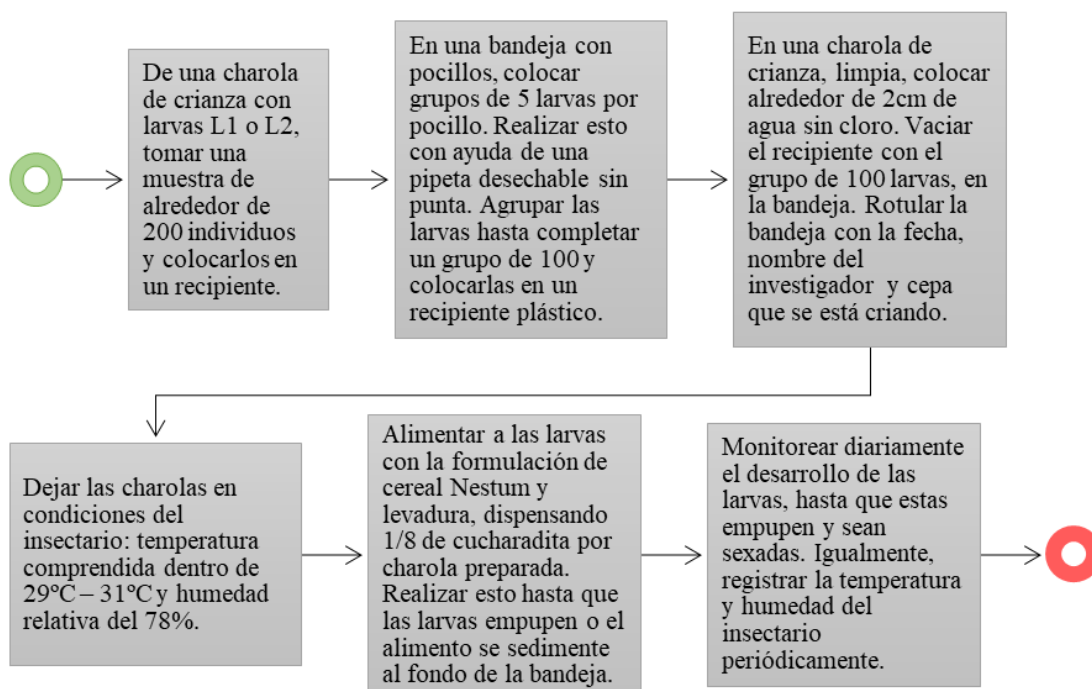 De una charola
de crianza con
larvas L1 o L2,
tomar una
muestra de
alrededor de
200 individuos
y colocarlos en
un recipiente.
En una bandeja con
pocillos, colocar
grupos de 5 larvas por
pocillo. Realizar esto
con ayuda de una
pipeta desechable sin
punta. Agrupar las
larvas hasta completar
un grupo de 100 y
colocarlas en un
recipiente plástico.
En una charola de
crianza, limpia, colocar
alrededor de 2cm de
agua sin cloro. Vaciar
el recipiente con el
grupo de 100 larvas, en
la bandeja. Rotular la
bandeja con la fecha,
nombre del
investigador y cepa
que se está criando.
Dejar las charolas en
condiciones del
insectario: temperatura
comprendida dentro de
29ºC – 31ºC y humedad
relativa del 78%.
Alimentar a las larvas
con la formulación de
cereal Nestum y
levadura, dispensando
1/8 de cucharadita por
charola preparada.
Realizar esto hasta que
las larvas empupen o el
alimento se sedimente
al fondo de la bandeja.
Monitorear diariamente
el desarrollo de las
larvas, hasta que estas
empupen y sean
sexadas. Igualmente,
registrar la temperatura
y humedad del
insectario
periódicamente.